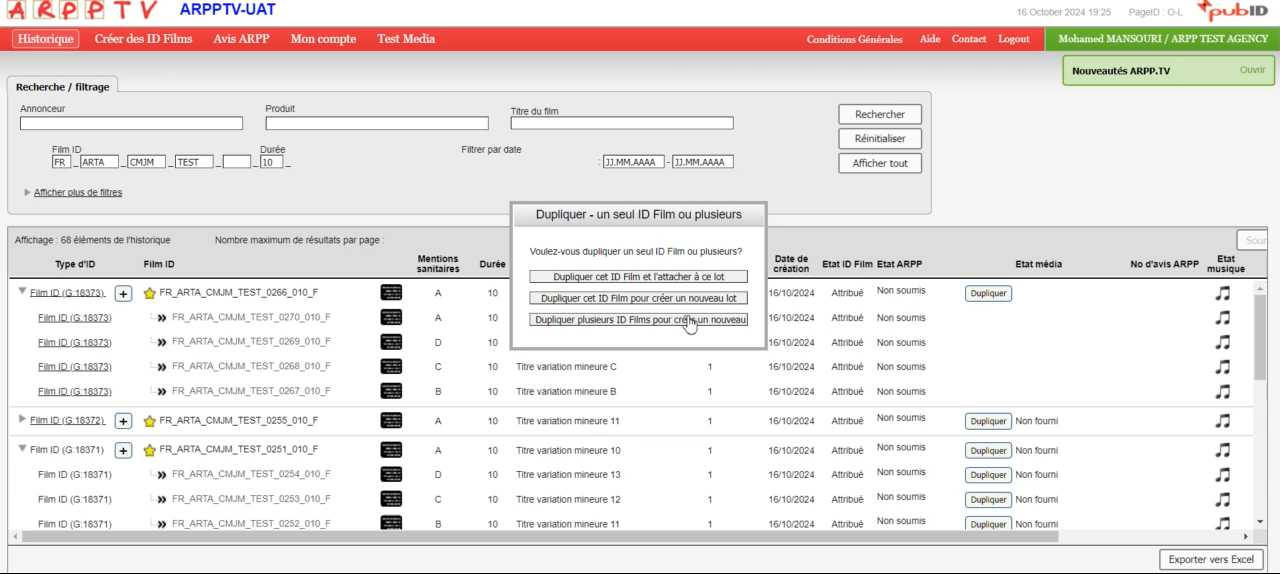 ARPPTV ARPPTV-UAT 16 October 2024 19:25 PageID : O-L pubID
Historique Créer des ID Films Avis ARPP Mon compte Test Media Conditions Générales Aide Contact Logout Mohamed MANSOURI / ARPP TEST AGENCY
Nouveautés ARPP.TV Ouvrir
Recherche / filtrage
Annonceur Produit Titre du film
Rechercher
Réinitialiser
Film ID Durée Filtrer par date
FR _ ARTA _ CMJM _ TEST _ _ 10 _ : JJ.MM.AAAA - JJ.MM.AAAA Afficher tout
Afficher plus de filtres
Dupliquer - un seul ID Film ou plusieurs
Voulez-vous dupliquer un seul ID Film ou plusieurs?
Dupliquer cet ID Film et l'attacher à ce lot
Dupliquer cet ID Film pour créer un nouveau lot
Dupliquer plusieurs ID Films pour créer un nouveau
Affichage : 68 éléments de l'historique Nombre maximum de résultats par page : Sour
Type d'ID Film ID Mentions sanitaires Durée Date de création Etat ID Film Etat ARPP Etat média No d'avis ARPP Etat musique
Film ID (G:18373) + FR_ARTA_CMJM_TEST_0266_010_F A 10 16/10/2024 Attribué Non soumis Dupliquer
Film ID (G:18373) FR_ARTA_CMJM_TEST_0270_010_F A 10 16/10/2024 Attribué Non soumis
Film ID (G:18373) FR_ARTA_CMJM_TEST_0269_010_F D 10 16/10/2024 Attribué Non soumis
Film ID (G:18373) FR_ARTA_CMJM_TEST_0268_010_F C 10 Titre variation mineure C 1 16/10/2024 Attribué Non soumis
Film ID (G:18373) FR_ARTA_CMJM_TEST_0267_010_F B 10 Titre variation mineure B 1 16/10/2024 Attribué Non soumis
Film ID (G:18372) + FR_ARTA_CMJM_TEST_0255_010_F A 10 Titre variation mineure 11 1 16/10/2024 Attribué Non soumis Dupliquer Non fourni
Film ID (G:18371) + FR_ARTA_CMJM_TEST_0251_010_F A 10 Titre variation mineure 10 1 16/10/2024 Attribué Non soumis Dupliquer Non fourni
Film ID (G:18371) FR_ARTA_CMJM_TEST_0254_010_F D 10 Titre variation mineure 13 1 16/10/2024 Attribué Non soumis Dupliquer Non fourni
Film ID (G:18371) FR_ARTA_CMJM_TEST_0253_010_F C 10 Titre variation mineure 12 1 16/10/2024 Attribué Non soumis Dupliquer Non fourni
Film ID (G:18371) FR_ARTA_CMJM_TEST_0252_010_F B 10 Titre variation mineure 11 1 16/10/2024 Attribué Non soumis Dupliquer Non fourni
Exporter vers Excel